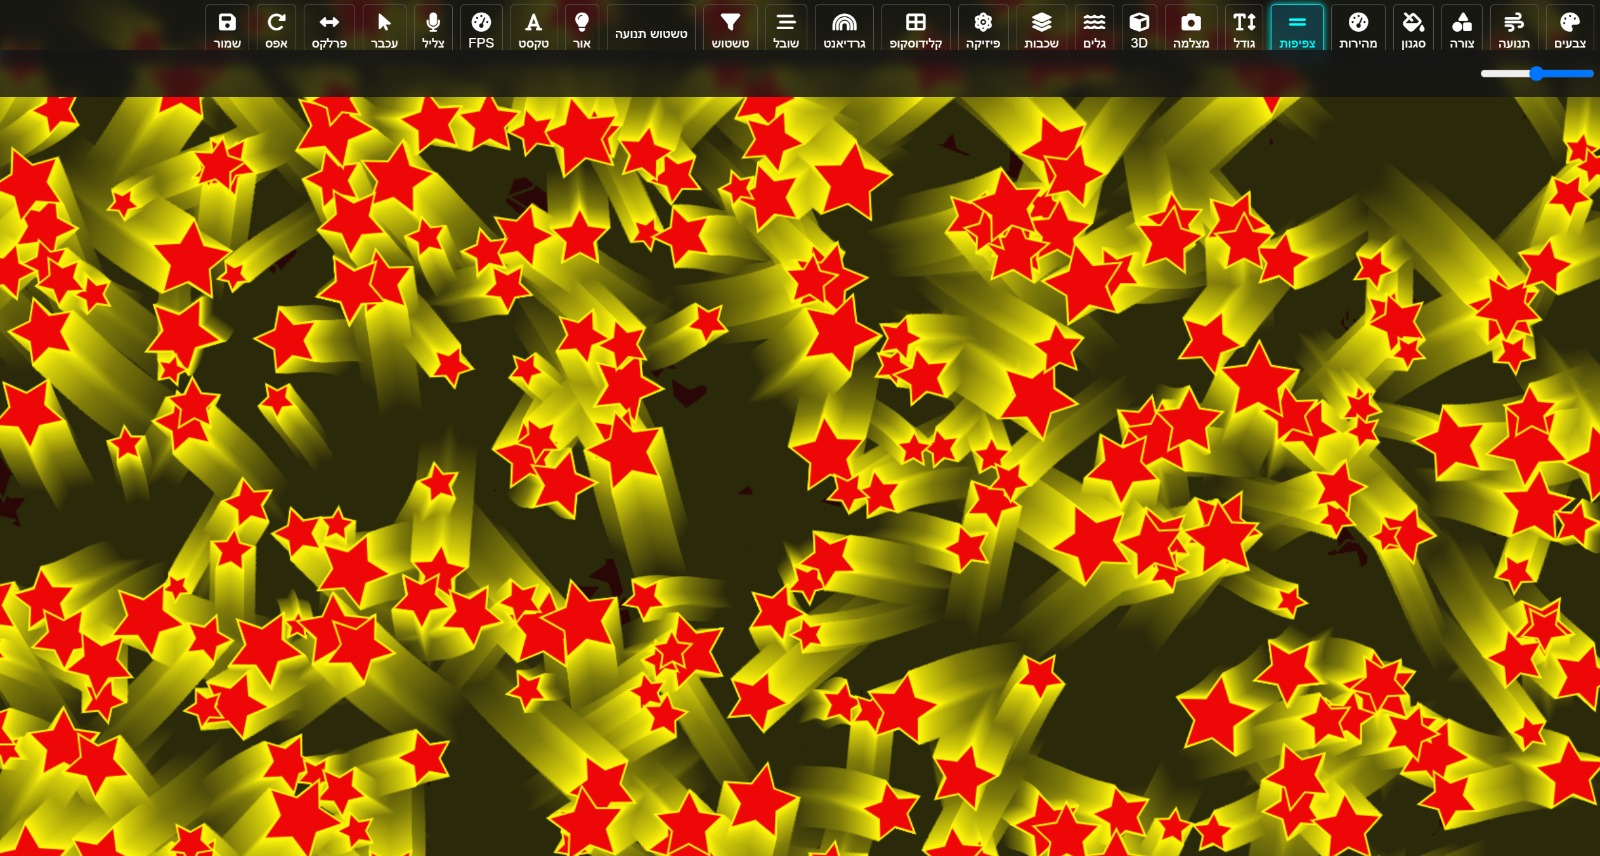 צבעים
תנועה
צורה
סגנון
מהירות
צפיפות
גודל
מצלמה
3D
גלים
שכבות
פיזיקה
קלידוסקופ
גרדיאנט
שובל
טשטוש
טשטוש תנועה
אור
טקסט
FPS
צליל
עכבר
פרלקס
אפס
שמור